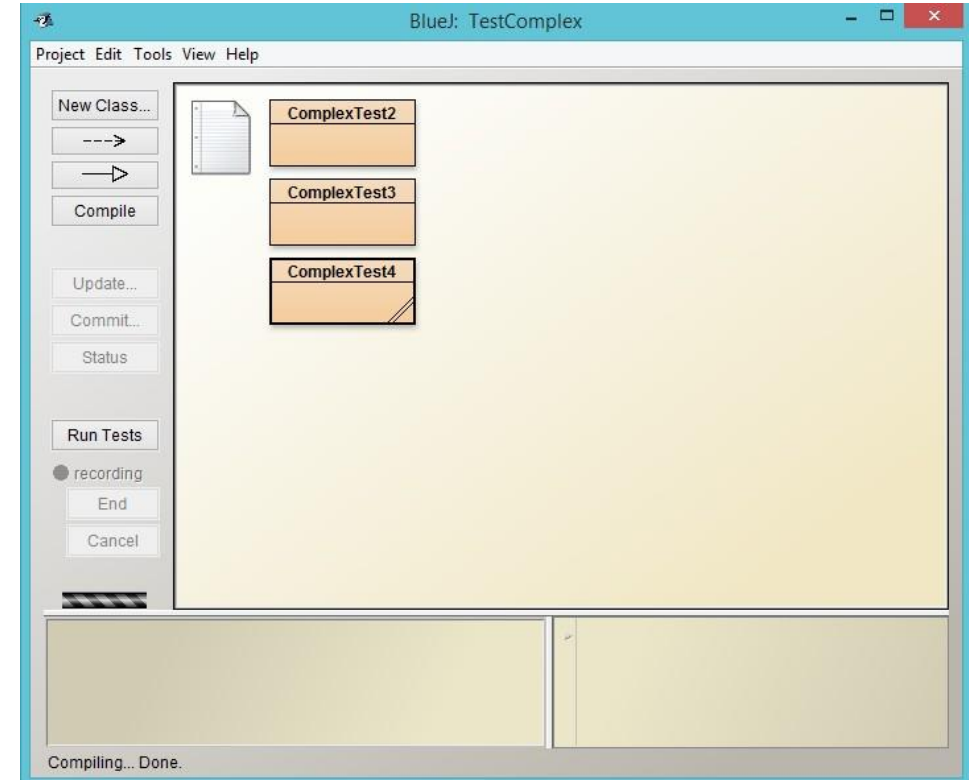 BlueJ: TestComplex
Project Edit Tools View Help
New Class...
Compile
Update...
Commit...
Status
Run Tests
recording
End
Cancel
ComplexTest2
ComplexTest3
ComplexTest4
Compiling... Done.